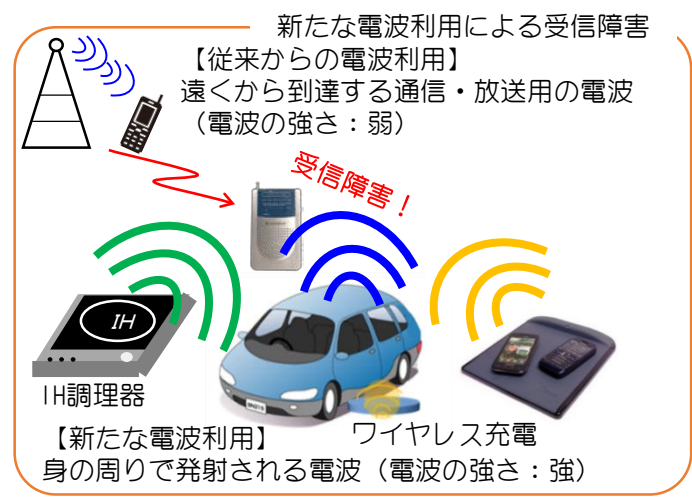 新たな電波利用による受信障害
【従来からの電波利用】
遠くから到達する通信・放送用の電波
（電波の強さ：弱）
受信障害！
IH
IH調理器
ワイヤレス充電
【新たな電波利用】
身の周りで発射される電波（電波の強さ：強）